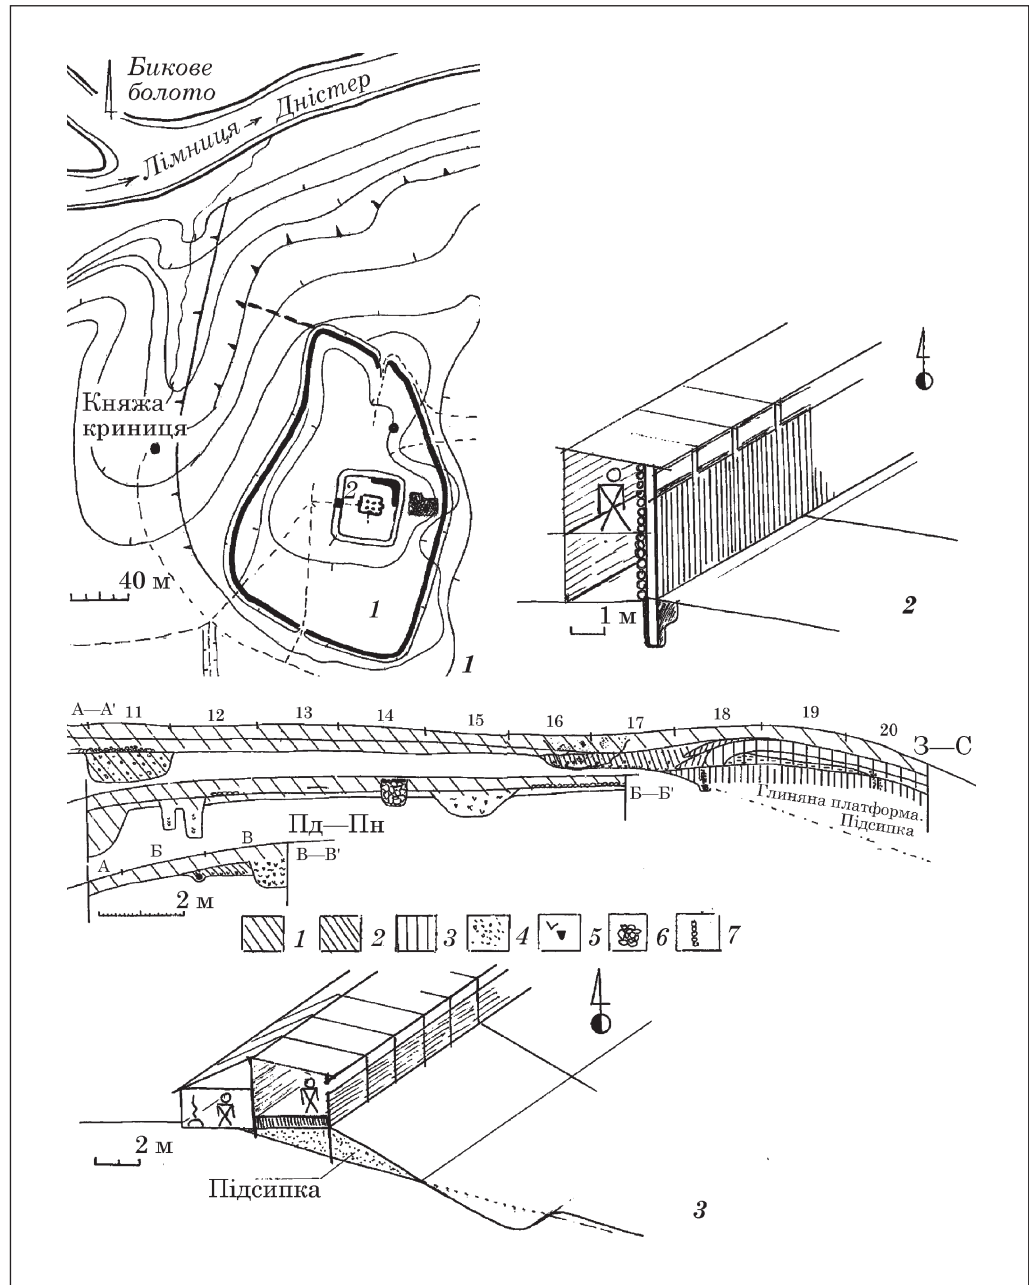 Бикове
болото
Лімниця → Дністер
Княжа
криниця
2
40 м
1
1
1 м
2
А—А'
11
12
13
14
15
16
17
18
19
20
З—С
Б—Б'
Глиняна платформа.
Підсипка
Пд—Пн
А
Б
В
В—В'
2 м
1
2
3
4
5
6
7
2 м
Підсипка
3